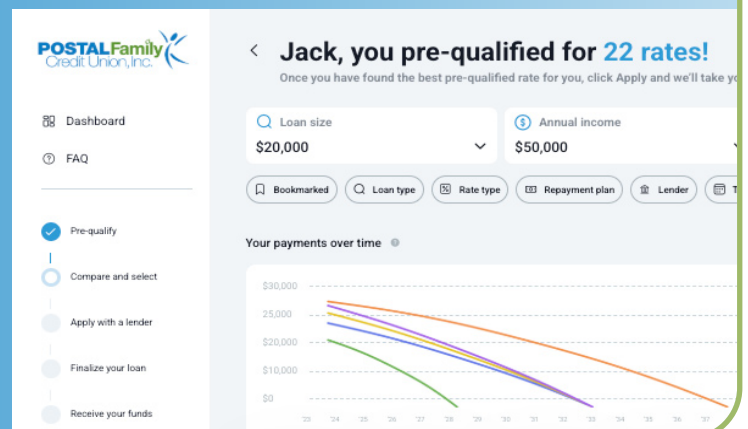 POSTALFamily
Credit Union, Inc.
Dashboard
FAQ
Pre-qualify
Compare and select
Apply with a lender
Finalize your loan
Receive your funds
Jack, you pre-qualified for 22 rates!
Once you have found the best pre-qualified rate for you, click Apply and we'll take
Loan size
$20,000
Annual income
$50,000
Bookmarked
Loan type
Rate type
Repayment plan
Lender
Your payments over time
$30,000
25,000
$20,000
$10,000
$0
'23 '24 '25 '26 '27 '28 '29 '30 '31 '32 '33 '34 '35 '36 '37